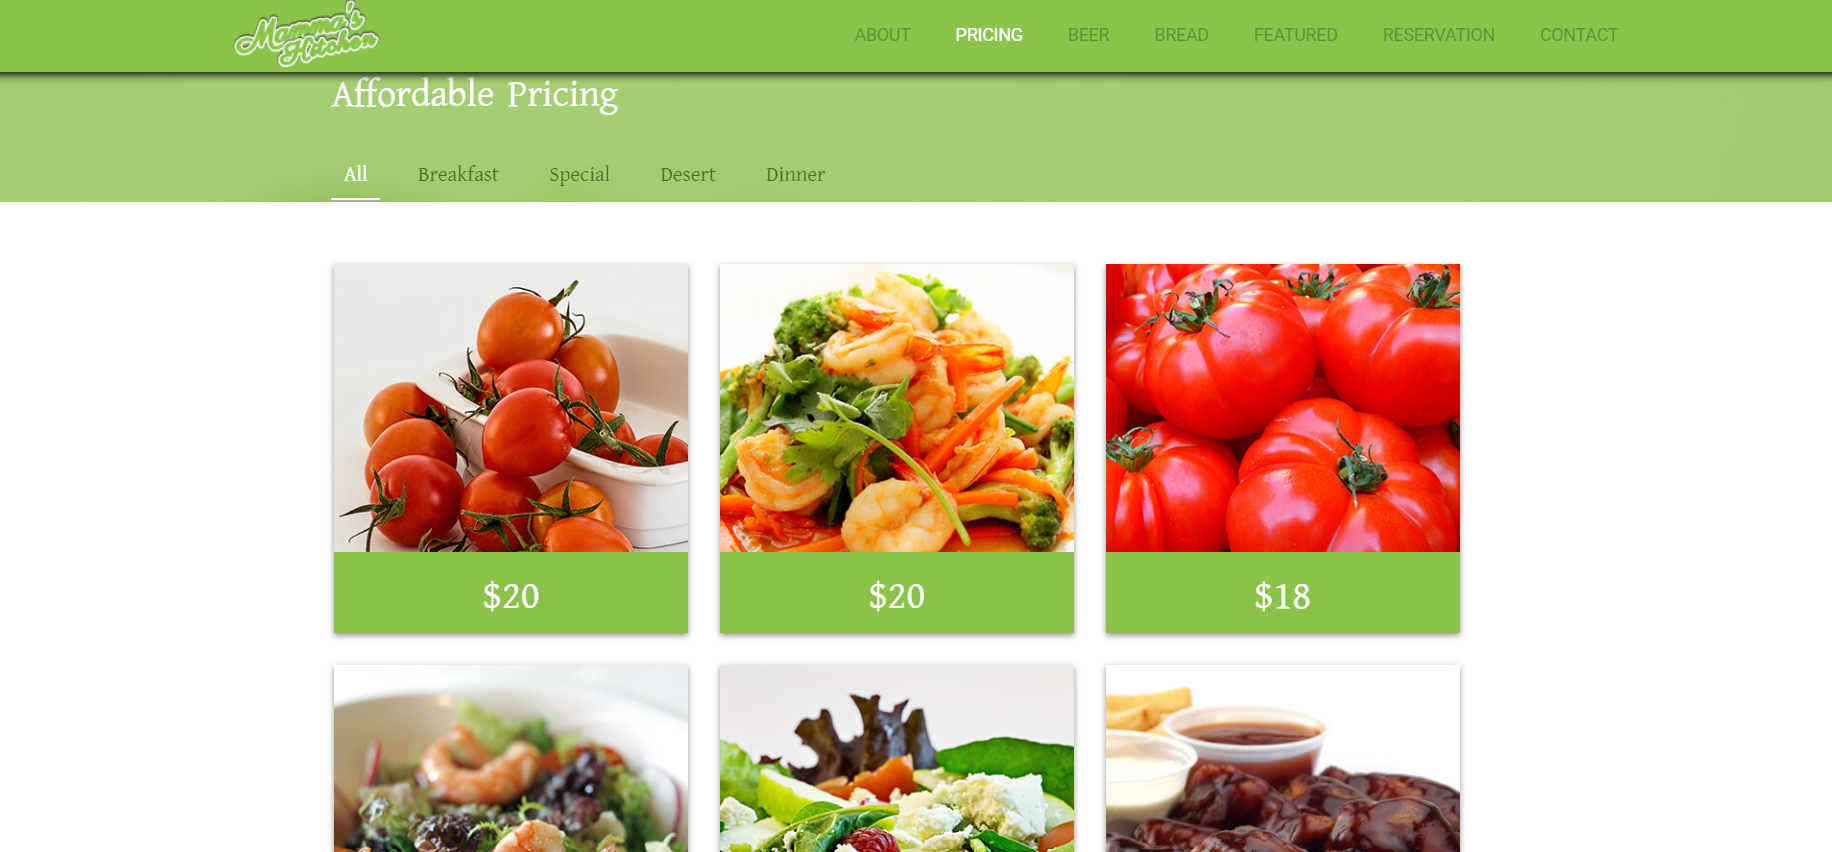 Mamma's
Kitchen
ABOUT PRICING BEER BREAD FEATURED RESERVATION CONTACT
Affordable Pricing
All Breakfast Special Desert Dinner
$20 $20 $18